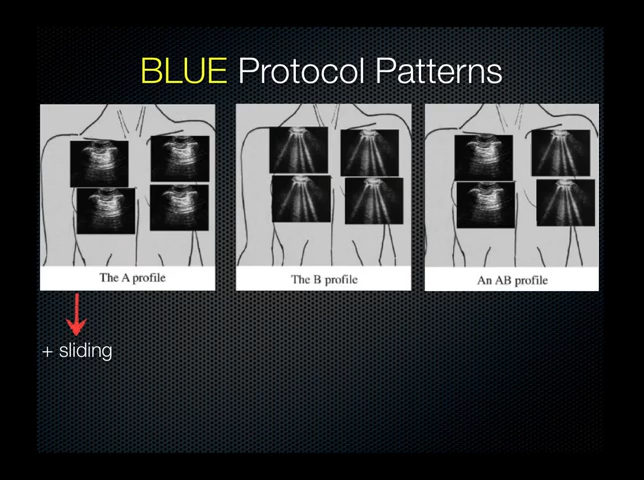 BLUE Protocol Patterns
The A profile
The B profile
An AB profile
+ sliding